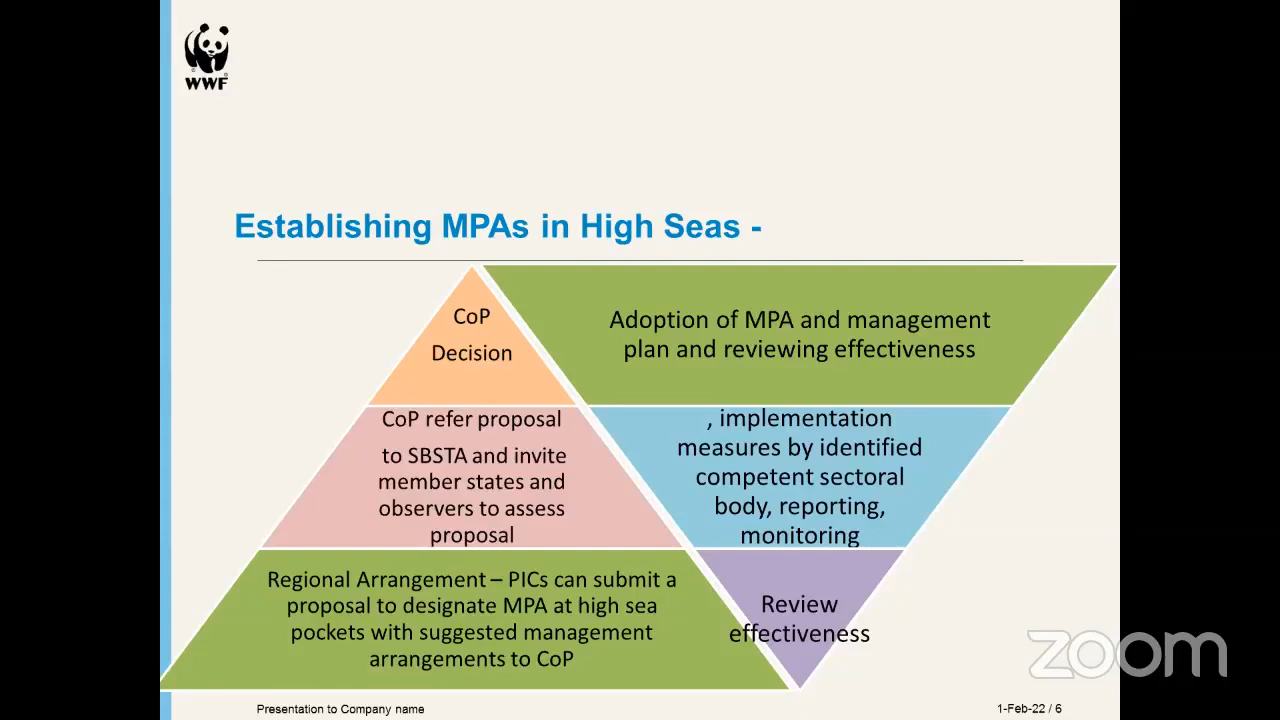 WWF
Establishing MPAs in High Seas -
CoP
Decision
CoP refer proposal
to SBSTA and invite
member states and
observers to assess
proposal
Regional Arrangement – PICs can submit a
proposal to designate MPA at high sea
pockets with suggested management
arrangements to CoP
Adoption of MPA and management
plan and reviewing effectiveness
, implementation
measures by identified
competent sectoral
body, reporting,
monitoring
Review
effectiveness
zoom
Presentation to Company name
1-Feb-22 / 6